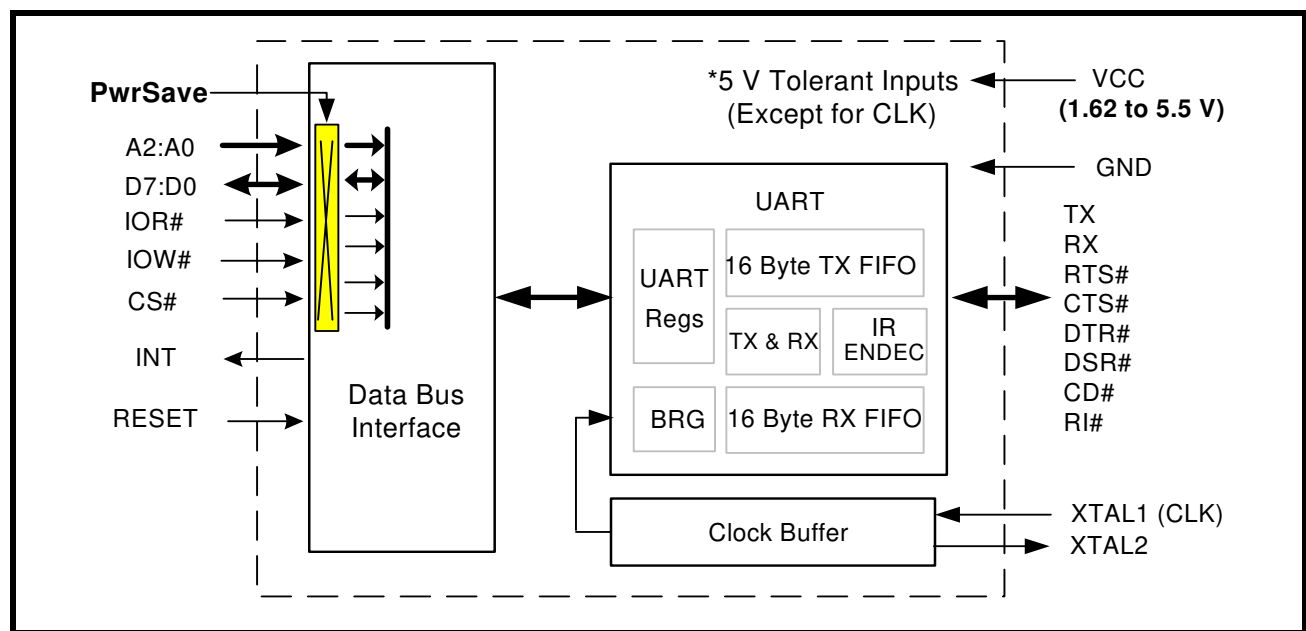 PwrSave
A2:A0
D7:D0
IOR#
IOW#
CS#
INT
RESET
Data Bus
Interface
*5 V Tolerant Inputs
(Except for CLK)
UART
UART
Regs
16 Byte TX FIFO
TX & RX
IR
ENDEC
BRG
16 Byte RX FIFO
Clock Buffer
VCC
(1.62 to 5.5 V)
GND
TX
RX
RTS#
CTS#
DTR#
DSR#
CD#
RI#
XTAL1 (CLK)
XTAL2